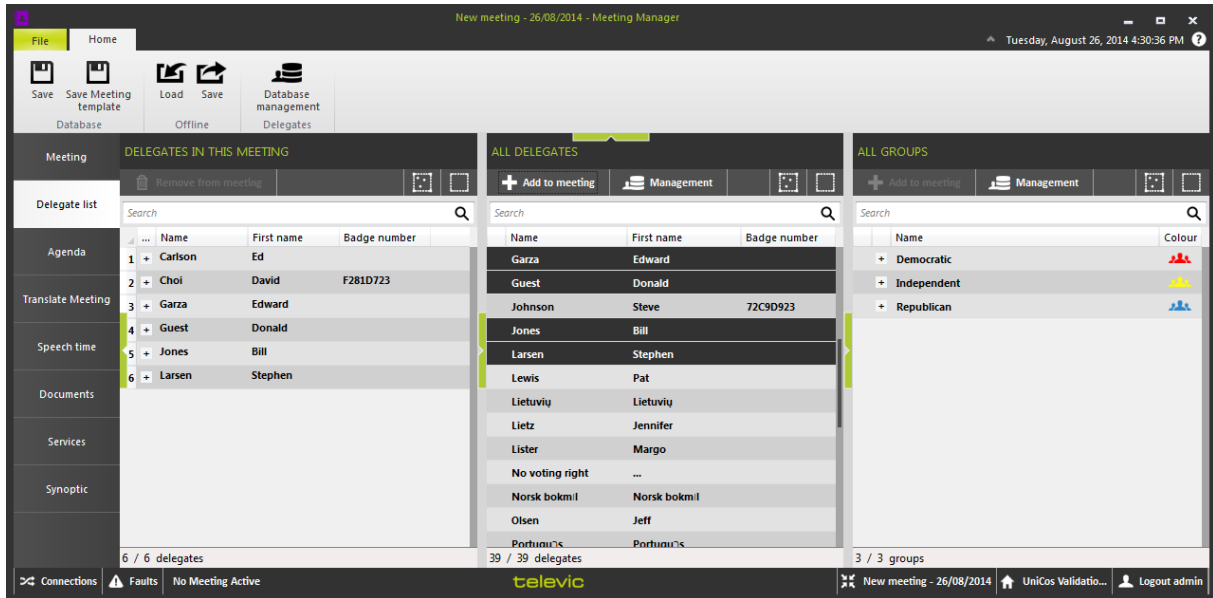 New meeting - 26/08/2014 - Meeting Manager
File Home Tuesday, August 26, 2014 4:30:36 PM ?
Save Save Meeting template Load Save Database management
Database Offline Delegates
Meeting
Delegate list
Agenda
Translate Meeting
Speech time
Documents
Services
Synoptic
DELEGATES IN THIS MEETING
Remove from meeting
Search
... Name First name Badge number
1 + Carlson Ed
2 + Choi David F281D723
3 + Garza Edward
4 + Guest Donald
5 + Jones Bill
6 + Larsen Stephen
6 / 6 delegates
ALL DELEGATES
Add to meeting Management
Search
Name First name Badge number
Garza Edward
Guest Donald
Johnson Steve 72C9D923
Jones Bill
Larsen Stephen
Lewis Pat
Lietuvių Lietuvių
Lietz Jennifer
Lister Margo
No voting right ...
Norsk bokmål Norsk bokmål
Olsen Jeff
39 / 39 delegates
ALL GROUPS
Add to meeting Management
Search
Name Colour
+ Democratic
+ Independent
+ Republican
3 / 3 groups
Connections Faults No Meeting Active televic New meeting - 26/08/2014 UniCos Validatio... Logout admin